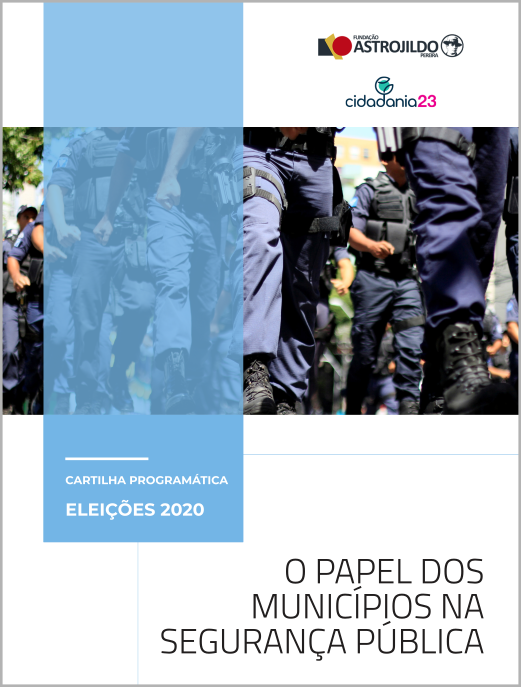 FUNDAÇÃO
ASTROJILDO
PEREIRA
cidadania23
CARTILHA PROGRAMÁTICA
ELEIÇÕES 2020
O PAPEL DOS
MUNICÍPIOS NA
SEGURANÇA PÚBLICA